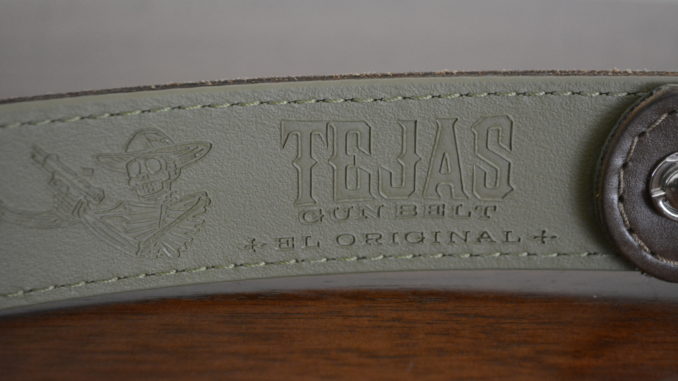 TEJAS
GUN BELT
EL ORIGINAL